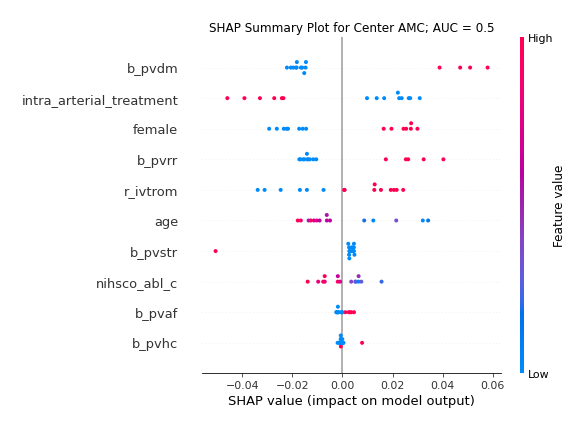 SHAP Summary Plot for Center AMC; AUC = 0.5
High
b_pvdm
intra_arterial_treatment
female
b_pvrr
r_ivtrom
age
b_pvstr
nihsco_abl_c
b_pvaf
b_pvhc
Feature value
Low
−0.04 −0.02 0.00 0.02 0.04 0.06
SHAP value (impact on model output)